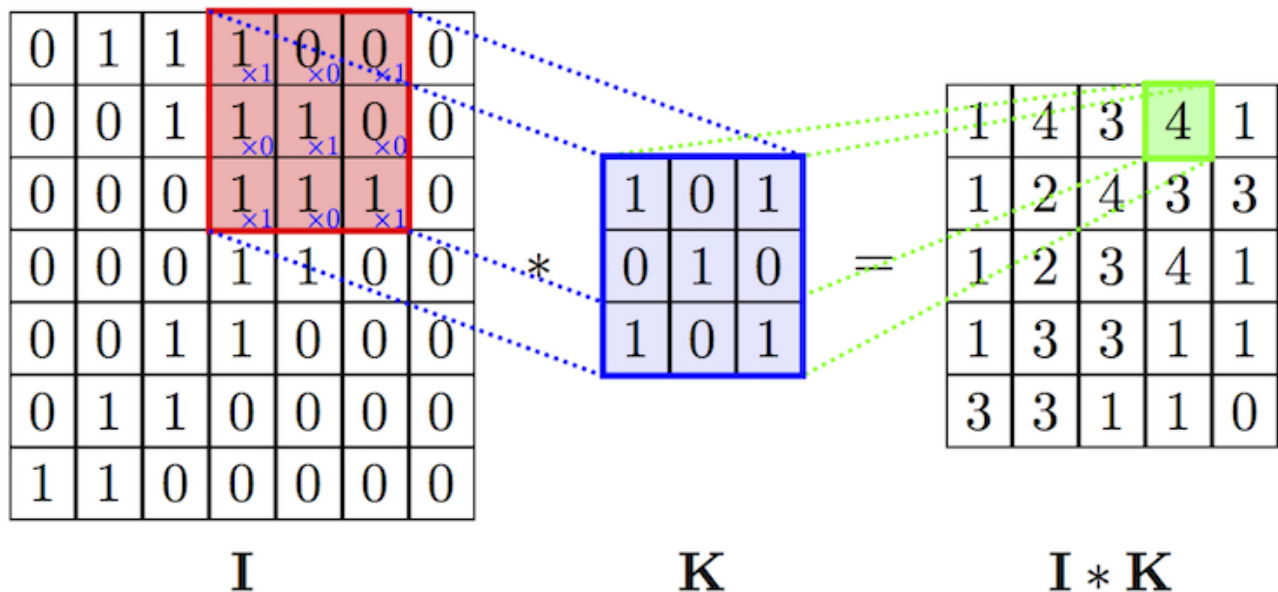 0 1 1 1×1 0×0 0×1 0
0 0 1 1×0 1×1 0×0 0
0 0 0 1×1 1×0 1×1 0
0 0 0 1 1 0 0
0 0 1 1 0 0 0
0 1 1 0 0 0 0
1 1 0 0 0 0 0
I
*
1 0 1
0 1 0
1 0 1
K
=
1 4 3 4 1
1 2 4 3 3
1 2 3 4 1
1 3 3 1 1
3 3 1 1 0
I * K